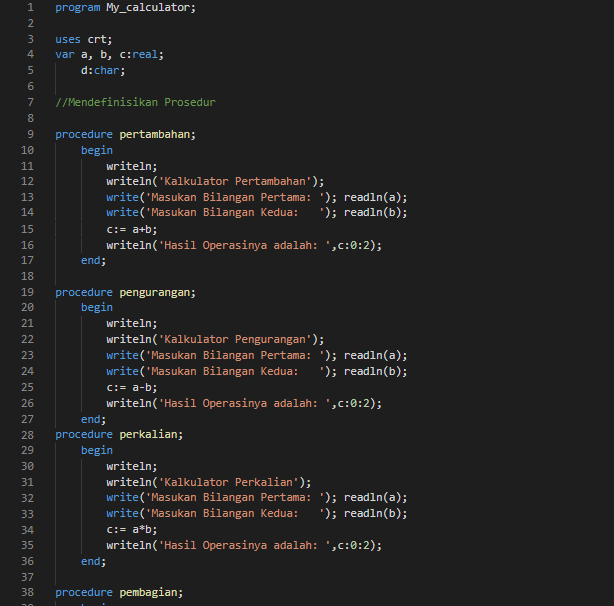 1 program My_calculator;
2
3 uses crt;
4 var a, b, c:real;
5     d:char;
6
7 //Mendefinisikan Prosedur
8
9 procedure pertambahan;
10     begin
11         writeln;
12         writeln('Kalkulator Pertambahan');
13         write('Masukan Bilangan Pertama: '); readln(a);
14         write('Masukan Bilangan Kedua:   '); readln(b);
15         c:= a+b;
16         writeln('Hasil Operasinya adalah: ',c:0:2);
17     end;
18
19 procedure pengurangan;
20     begin
21         writeln;
22         writeln('Kalkulator Pengurangan');
23         write('Masukan Bilangan Pertama: '); readln(a);
24         write('Masukan Bilangan Kedua:   '); readln(b);
25         c:= a-b;
26         writeln('Hasil Operasinya adalah: ',c:0:2);
27     end;
28 procedure perkalian;
29     begin
30         writeln;
31         writeln('Kalkulator Perkalian');
32         write('Masukan Bilangan Pertama: '); readln(a);
33         write('Masukan Bilangan Kedua:   '); readln(b);
34         c:= a*b;
35         writeln('Hasil Operasinya adalah: ',c:0:2);
36     end;
37
38 procedure pembagian;